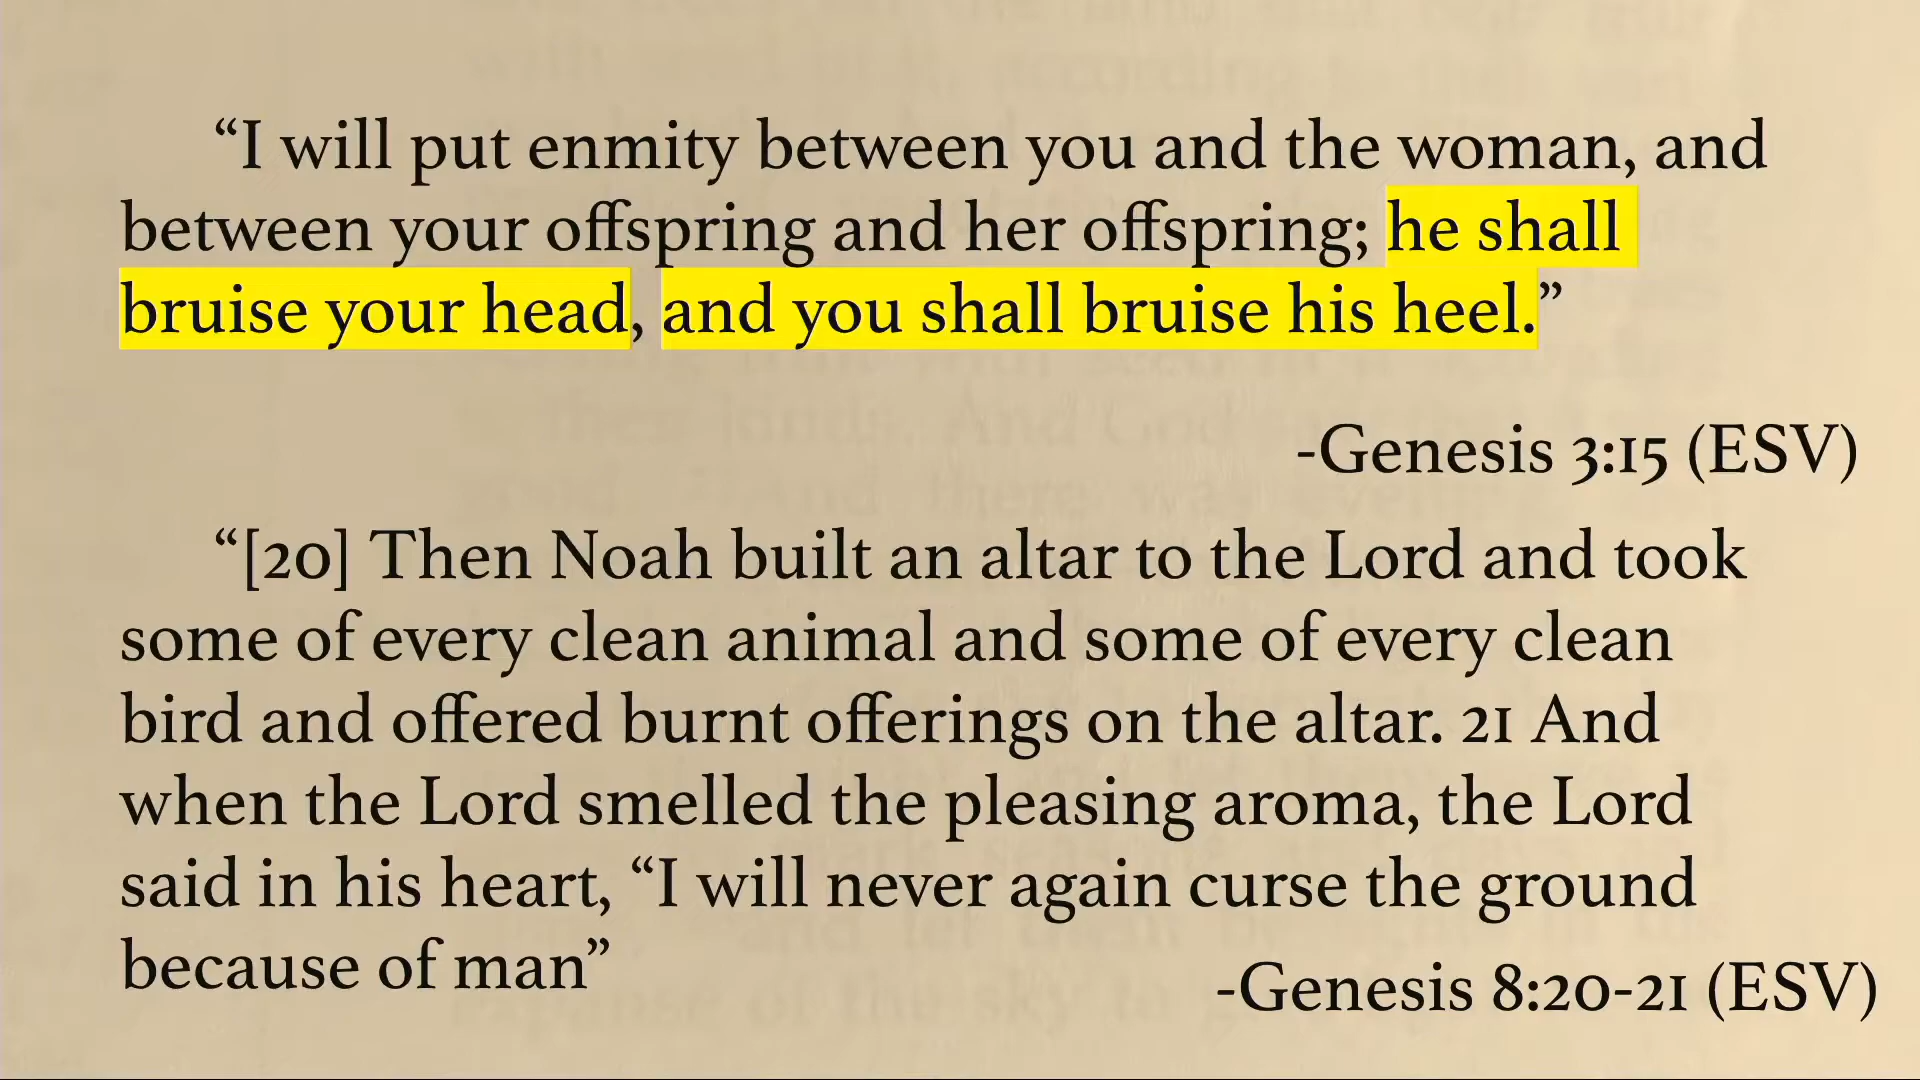 “I will put enmity between you and the woman, and
between your offspring and her offspring; he shall
bruise your head, and you shall bruise his heel.”
-Genesis 3:15 (ESV)
“[20] Then Noah built an altar to the Lord and took
some of every clean animal and some of every clean
bird and offered burnt offerings on the altar. 21 And
when the Lord smelled the pleasing aroma, the Lord
said in his heart, “I will never again curse the ground
because of man”
-Genesis 8:20-21 (ESV)